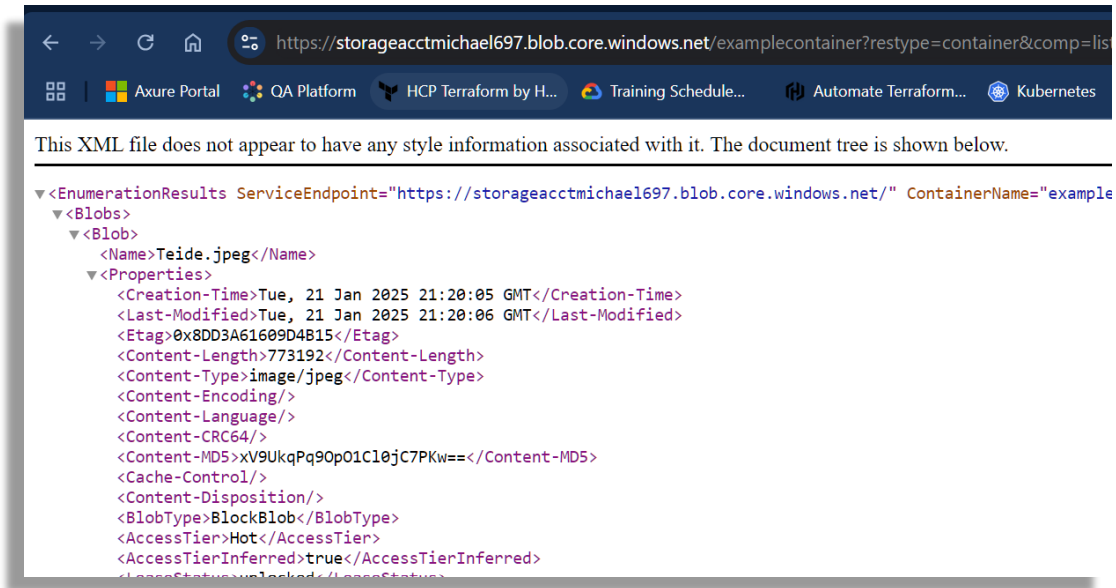 https://storageacctmichael697.blob.core.windows.net/examplecontainer?restype=container&comp=list
Axure Portal QA Platform HCP Terraform by H... Training Schedule... Automate Terraform... Kubernetes
This XML file does not appear to have any style information associated with it. The document tree is shown below.
▼<EnumerationResults ServiceEndpoint="https://storageacctmichael697.blob.core.windows.net/" ContainerName="example
▼<Blobs>
▼<Blob>
<Name>Teide.jpeg</Name>
▼<Properties>
<Creation-Time>Tue, 21 Jan 2025 21:20:05 GMT</Creation-Time>
<Last-Modified>Tue, 21 Jan 2025 21:20:06 GMT</Last-Modified>
<Etag>0x8DD3A61609D4B15</Etag>
<Content-Length>773192</Content-Length>
<Content-Type>image/jpeg</Content-Type>
<Content-Encoding/>
<Content-Language/>
<Content-CRC64/>
<Content-MD5>xV9UkqPq9OpO1Cl0jC7PKw==</Content-MD5>
<Cache-Control/>
<Content-Disposition/>
<BlobType>BlockBlob</BlobType>
<AccessTier>Hot</AccessTier>
<AccessTierInferred>true</AccessTierInferred>
<LeaseStatus>unlocked</LeaseStatus>